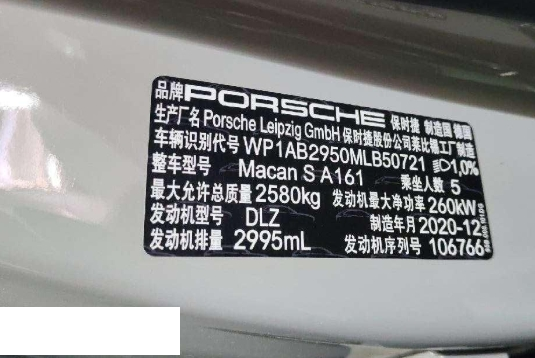 品牌 PORSCHE 保时捷 制造国 德国
生产厂名 Porsche Leipzig GmbH 保时捷股份公司莱比锡工厂制造
车辆识别代号 WP1AB2950MLB50721 1,0%
整车型号 Macan S A161 乘坐人数 5
最大允许总质量 2580kg 发动机最大净功率 260kW
发动机型号 DLZ 制造年月 2020-12
发动机排量 2995mL 发动机序列号 106766